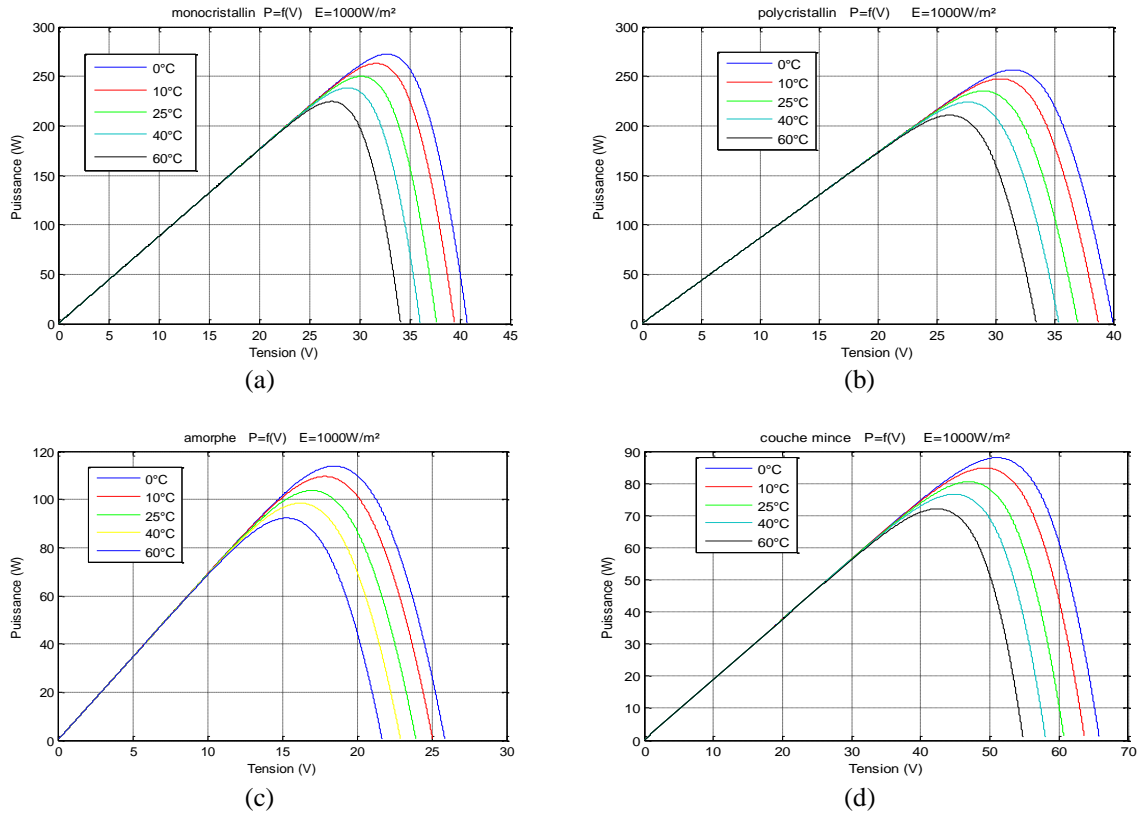 monocristallin P=f(V) E=1000W/m²
Puissance (W)
300
250
200
150
100
50
0
0°C
10°C
25°C
40°C
60°C
0 5 10 15 20 25 30 35 40 45
Tension (V)
(a)
polycristallin P=f(V) E=1000W/m²
Puissance (W)
300
250
200
150
100
50
0
0°C
10°C
25°C
40°C
60°C
0 5 10 15 20 25 30 35 40
Tension (V)
(b)
amorphe P=f(V) E=1000W/m²
Puissance (W)
120
100
80
60
40
20
0
0°C
10°C
25°C
40°C
60°C
0 5 10 15 20 25 30
Tension (V)
(c)
couche mince P=f(V) E=1000W/m²
Puissance (W)
90
80
70
60
50
40
30
20
10
0
0°C
10°C
25°C
40°C
60°C
0 10 20 30 40 50 60 70
Tension (V)
(d)